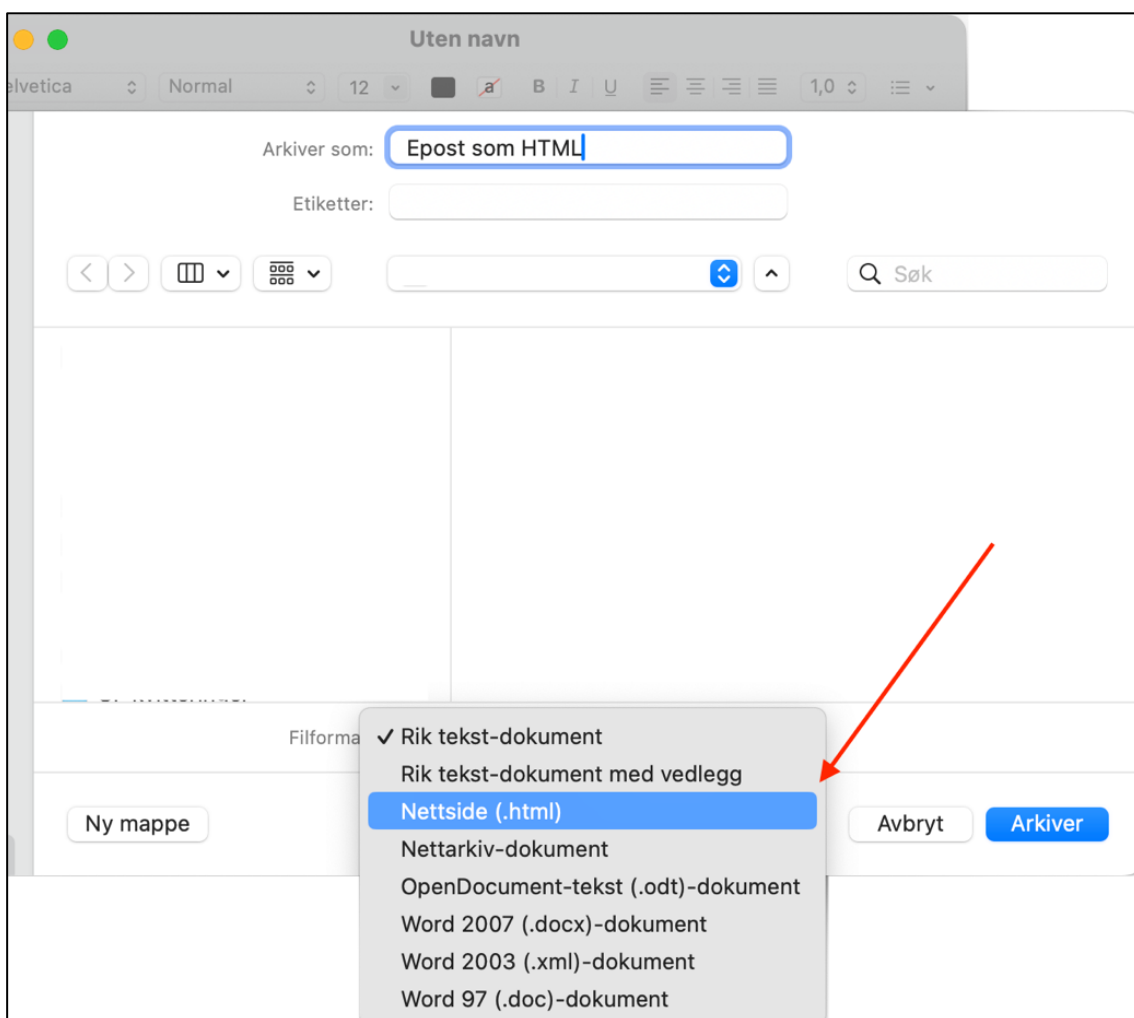 Uten navn
Normal 12 a B I U 1,0
Arkiver som: Epost som HTML
Etiketter:
Søk
Filforma
✓ Rik tekst-dokument
Rik tekst-dokument med vedlegg
Nettside (.html)
Nettarkiv-dokument
OpenDocument-tekst (.odt)-dokument
Word 2007 (.docx)-dokument
Word 2003 (.xml)-dokument
Word 97 (.doc)-dokument
Ny mappe
Avbryt Arkiver